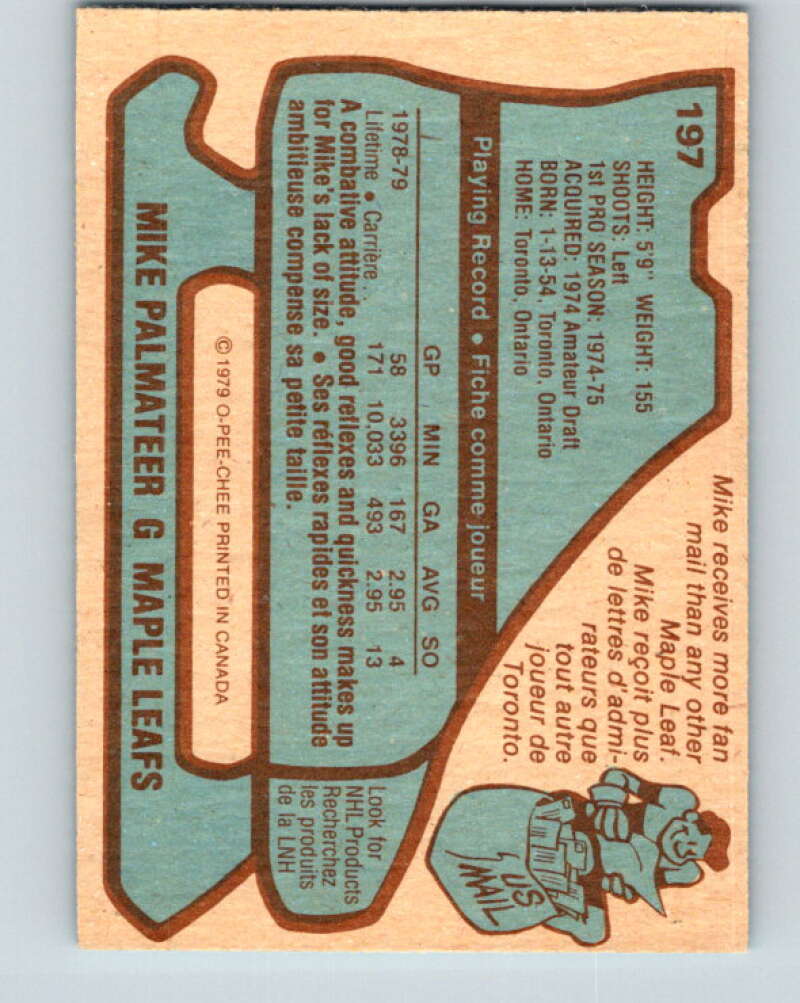 197
HEIGHT: 5'9" WEIGHT: 155
SHOOTS: Left
1st PRO SEASON: 1974-75
ACQUIRED: 1974 Amateur Draft
BORN: 1-13-54, Toronto, Ontario
HOME: Toronto, Ontario
Mike receives more fan
mail than any other
Maple Leaf.
Mike reçoit plus
de lettres d'admi-
rateurs que
tout autre
joueur de
Toronto.
US
MAIL
Playing Record • Fiche comme joueur
GP MIN GA AVG SO
1978-79 58 3396 167 2.95 4
Lifetime • Carrière.. 171 10,033 493 2.95 13
A combative attitude, good reflexes and quickness makes up
for Mike's lack of size. • Ses réflexes rapides et son attitude
ambitieuse compense sa petite taille.
Look for
NHL Products
Recherchez
les produits
de la LNH
© 1979 O-PEE-CHEE PRINTED IN CANADA
MIKE PALMATEER G MAPLE LEAFS